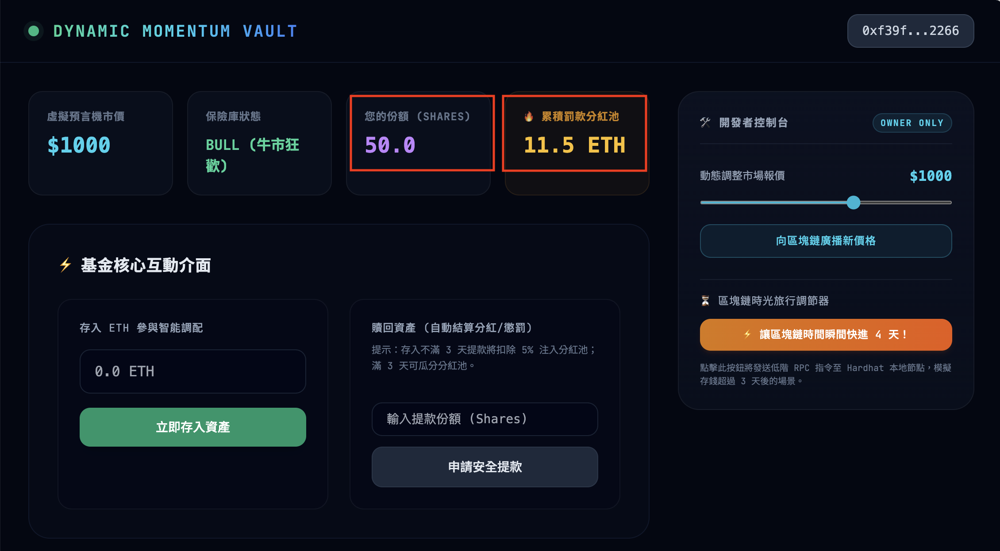 DYNAMIC MOMENTUM VAULT
0xf39f...2266
虛擬預言機市價
$1000
保險庫狀態
BULL (牛市狂
歡)
您的份額 (SHARES)
50.0
🔥 累積罰款分紅池
11.5 ETH
⚡ 基金核心互動介面
存入 ETH 參與智能調配
0.0 ETH
立即存入資產
贖回資產 (自動結算分紅/懲罰)
提示：存入不滿 3 天提款將扣除 5% 注入分紅池；
滿 3 天可瓜分分紅池。
輸入提款份額 (Shares)
申請安全提款
🛠️ 開發者控制台
OWNER ONLY
動態調整市場報價
$1000
向區塊鏈廣播新價格
⏳ 區塊鏈時光旅行調節器
⚡ 讓區塊鏈時間瞬間快進 4 天！
點擊此按鈕將發送低階 RPC 指令至 Hardhat 本地節點，模擬
存錢超過 3 天後的場景。